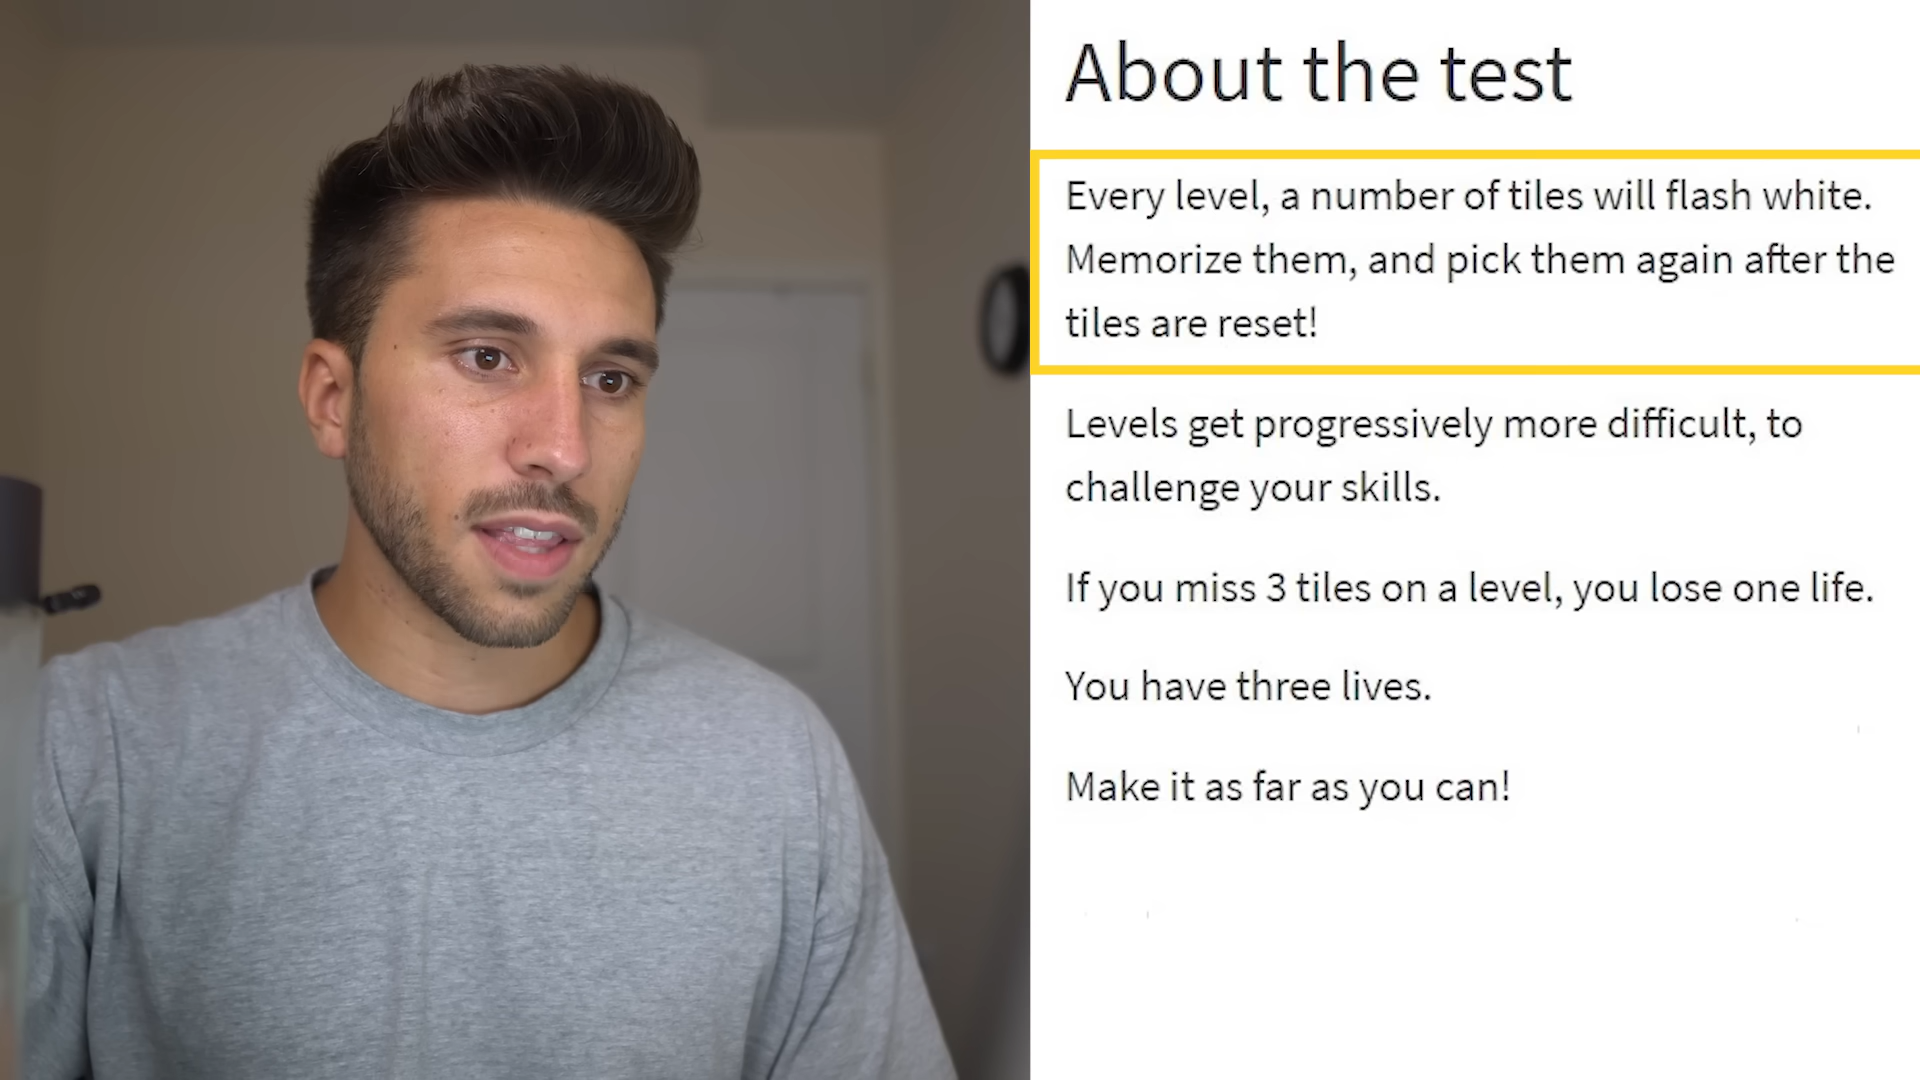 About the test
Every level, a number of tiles will flash white.
Memorize them, and pick them again after the
tiles are reset!
Levels get progressively more difficult, to
challenge your skills.
If you miss 3 tiles on a level, you lose one life.
You have three lives.
Make it as far as you can!